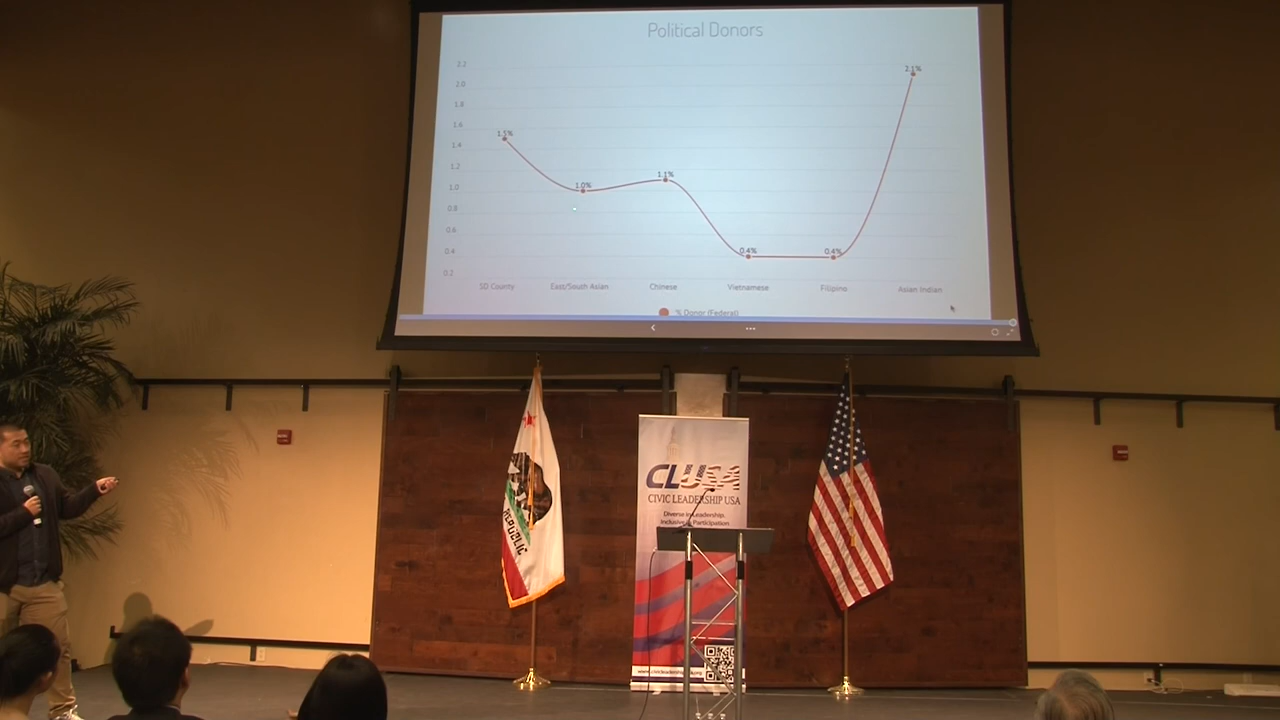 Political Donors
2.2
2.0
1.8
1.6
1.4
1.2
1.0
0.8
0.6
0.4
0.2
1.5%
1.0%
1.1%
0.4%
0.4%
2.1%
SD County
East/South Asian
Chinese
Vietnamese
Filipino
Asian Indian
% Donor (Federal)
CLUSA
CIVIC LEADERSHIP USA
Diverse in Leadership.
Inclusive in Participation
REPUBLIC